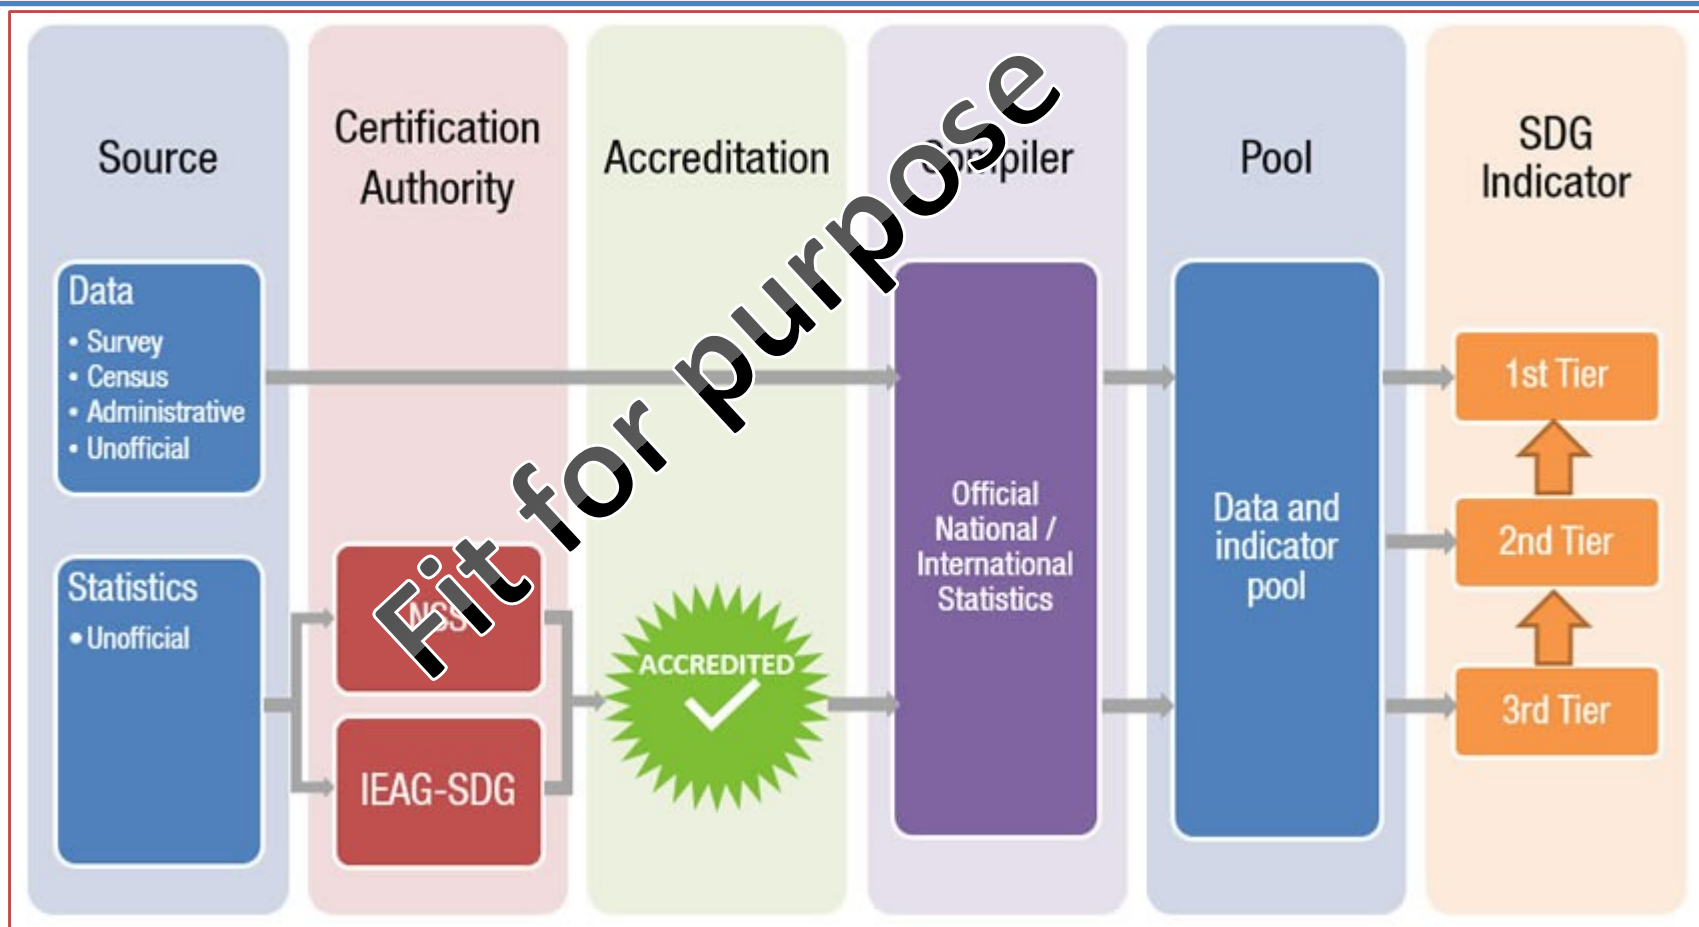 Source
Certification
Authority
Accreditation
Compiler
Pool
SDG
Indicator
Fit for purpose
Data
• Survey
• Census
• Administrative
• Unofficial
Statistics
• Unofficial
IEAG-SDG
ACCREDITED
Official
National /
International
Statistics
Data and
indicator
pool
1st Tier
2nd Tier
3rd Tier